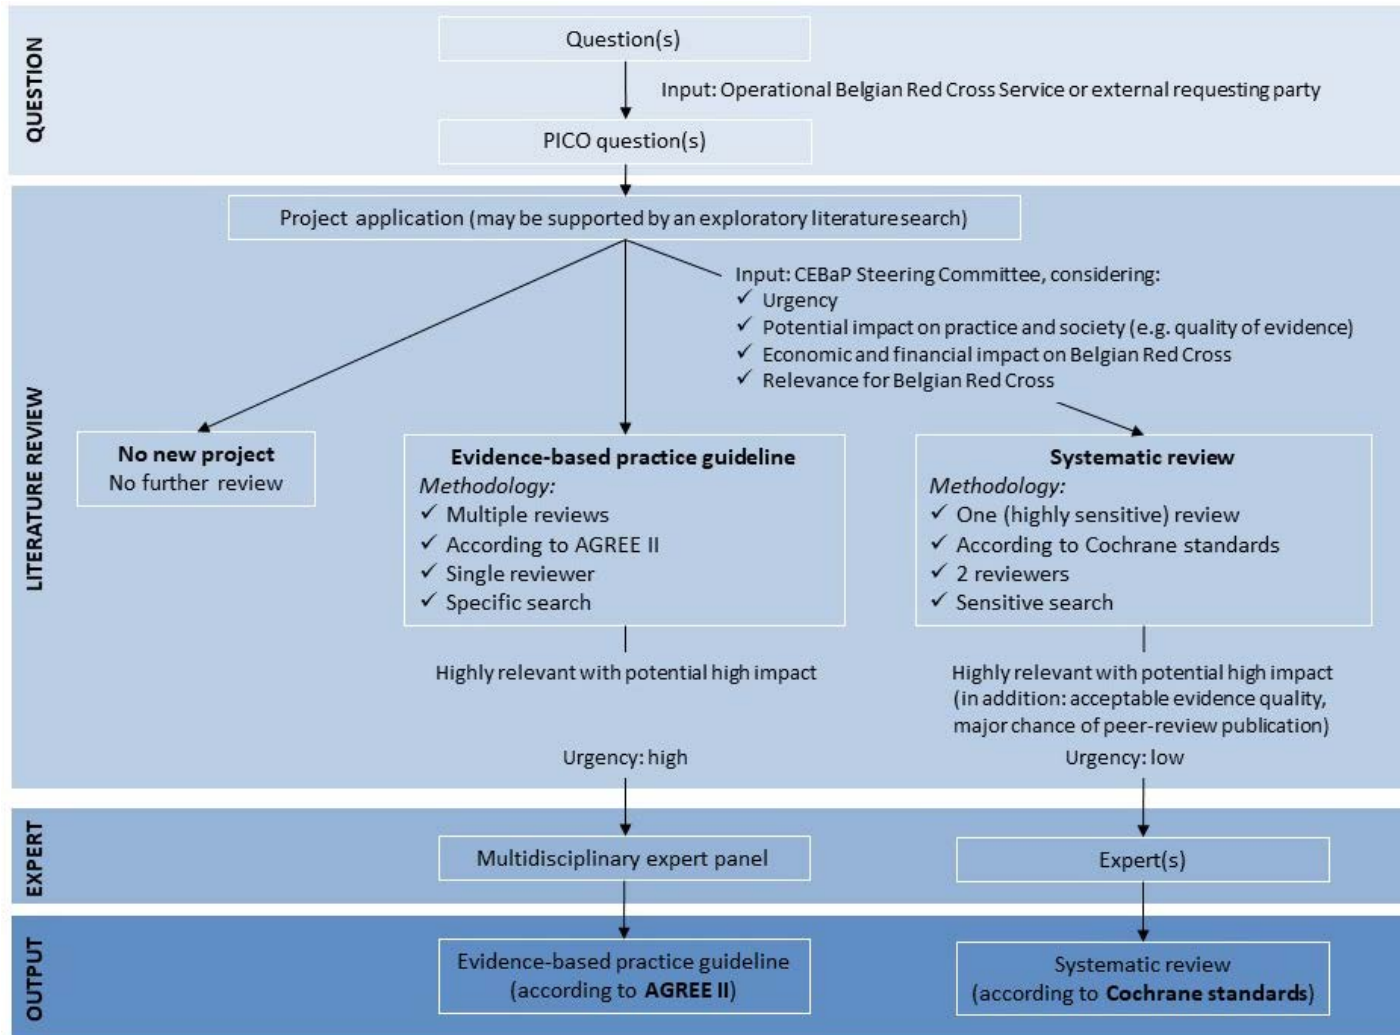 QUESTION
Question(s)
Input: Operational Belgian Red Cross Service or external requesting party
PICO question(s)
LITERATURE REVIEW
Project application (may be supported by an exploratory literature search)
Input: CEBaP Steering Committee, considering:
✓ Urgency
✓ Potential impact on practice and society (e.g. quality of evidence)
✓ Economic and financial impact on Belgian Red Cross
✓ Relevance for Belgian Red Cross
No new project
No further review
Evidence-based practice guideline
Methodology:
✓ Multiple reviews
✓ According to AGREE II
✓ Single reviewer
✓ Specific search
Highly relevant with potential high impact
Urgency: high
Systematic review
Methodology:
✓ One (highly sensitive) review
✓ According to Cochrane standards
✓ 2 reviewers
✓ Sensitive search
Highly relevant with potential high impact
(in addition: acceptable evidence quality,
major chance of peer-review publication)
Urgency: low
EXPERT
Multidisciplinary expert panel
Expert(s)
OUTPUT
Evidence-based practice guideline
(according to AGREE II)
Systematic review
(according to Cochrane standards)